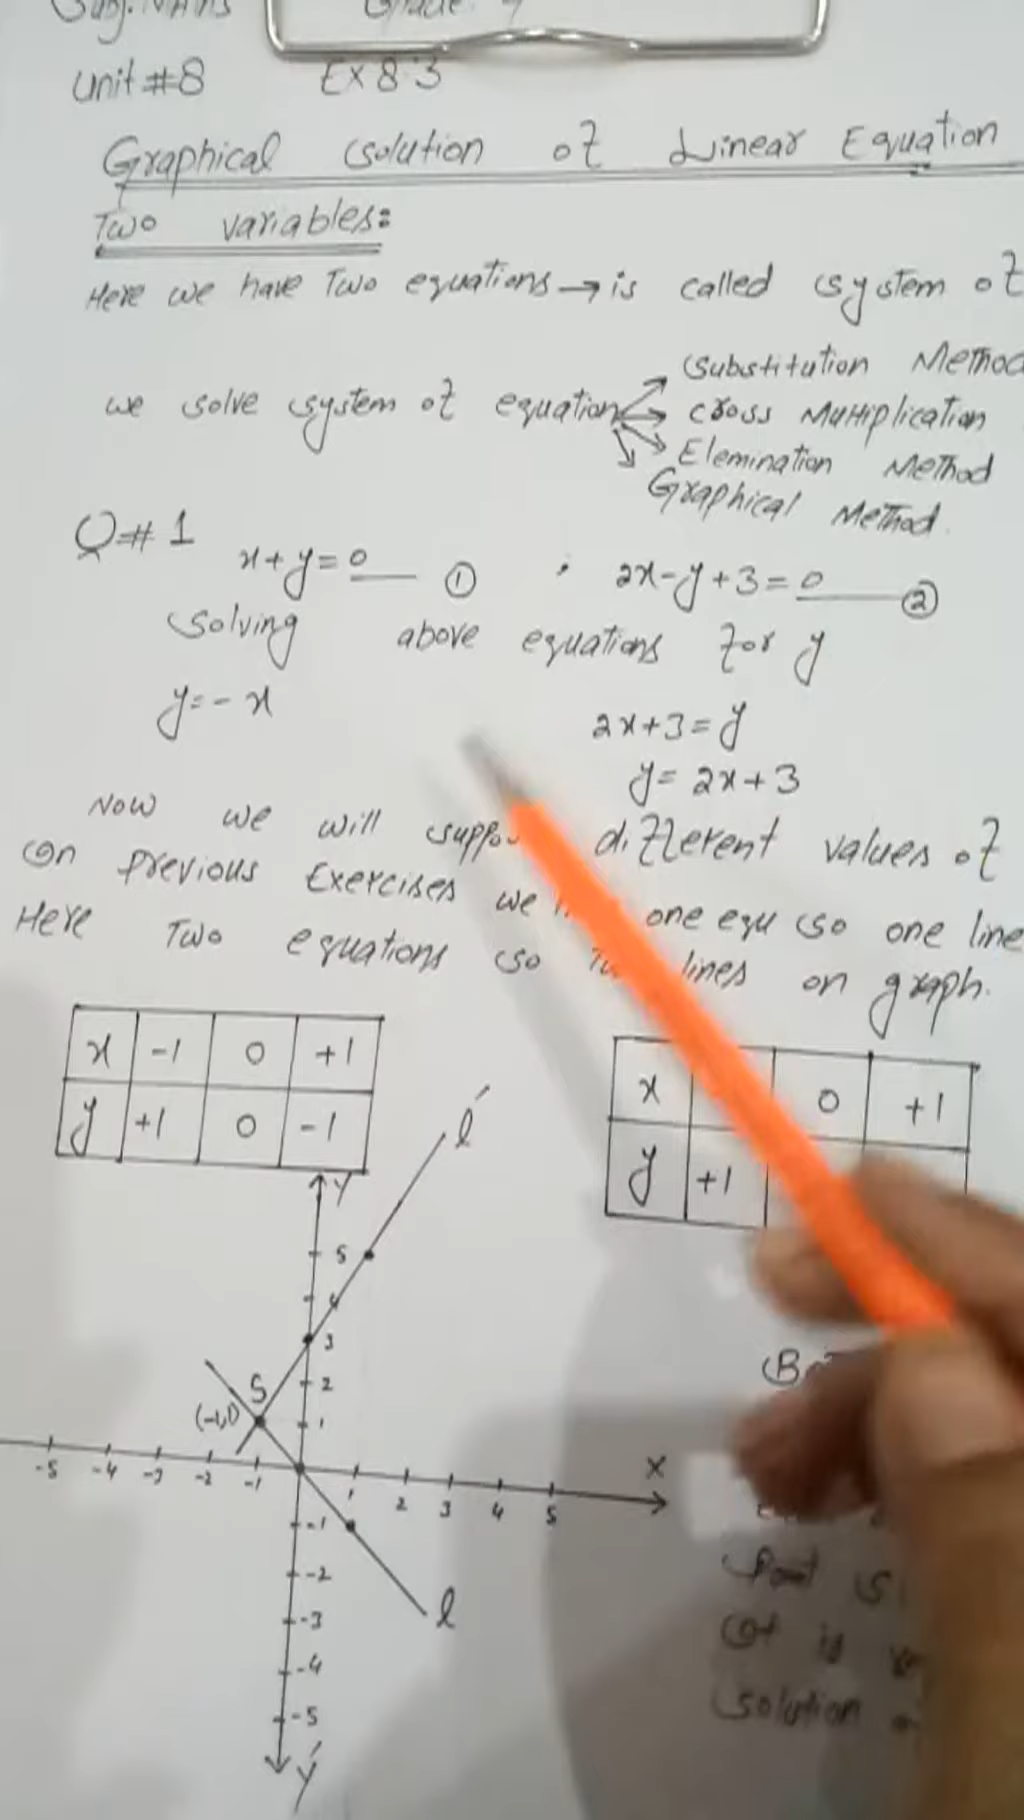 Unit #8 Ex 8.3
Graphical solution of Linear Equation
Two variables:
Here we have Two equations → is called system of
we solve system of equation
Substitution Method
Cross Multiplication
Elemination Method
Graphical Method.
Q#1
x+y=0 ① ; 2x-y+3=0 ②
Solving above equations for y
y=-x
2x+3=y
y=2x+3
Now we will different values of
On previous Exercises we one equ so one line
Here Two equations so lines on graph.
x -1 0 +1
y +1 0 -1
x 0 +1
y +1
l′
Y
5
4
3
2
1
S
(-1,1)
-5 -4 -3 -2 -1 1 2 3 4 5 X
-1
-2
-3
-4
-5
l
Y′
Point S
It is
solution